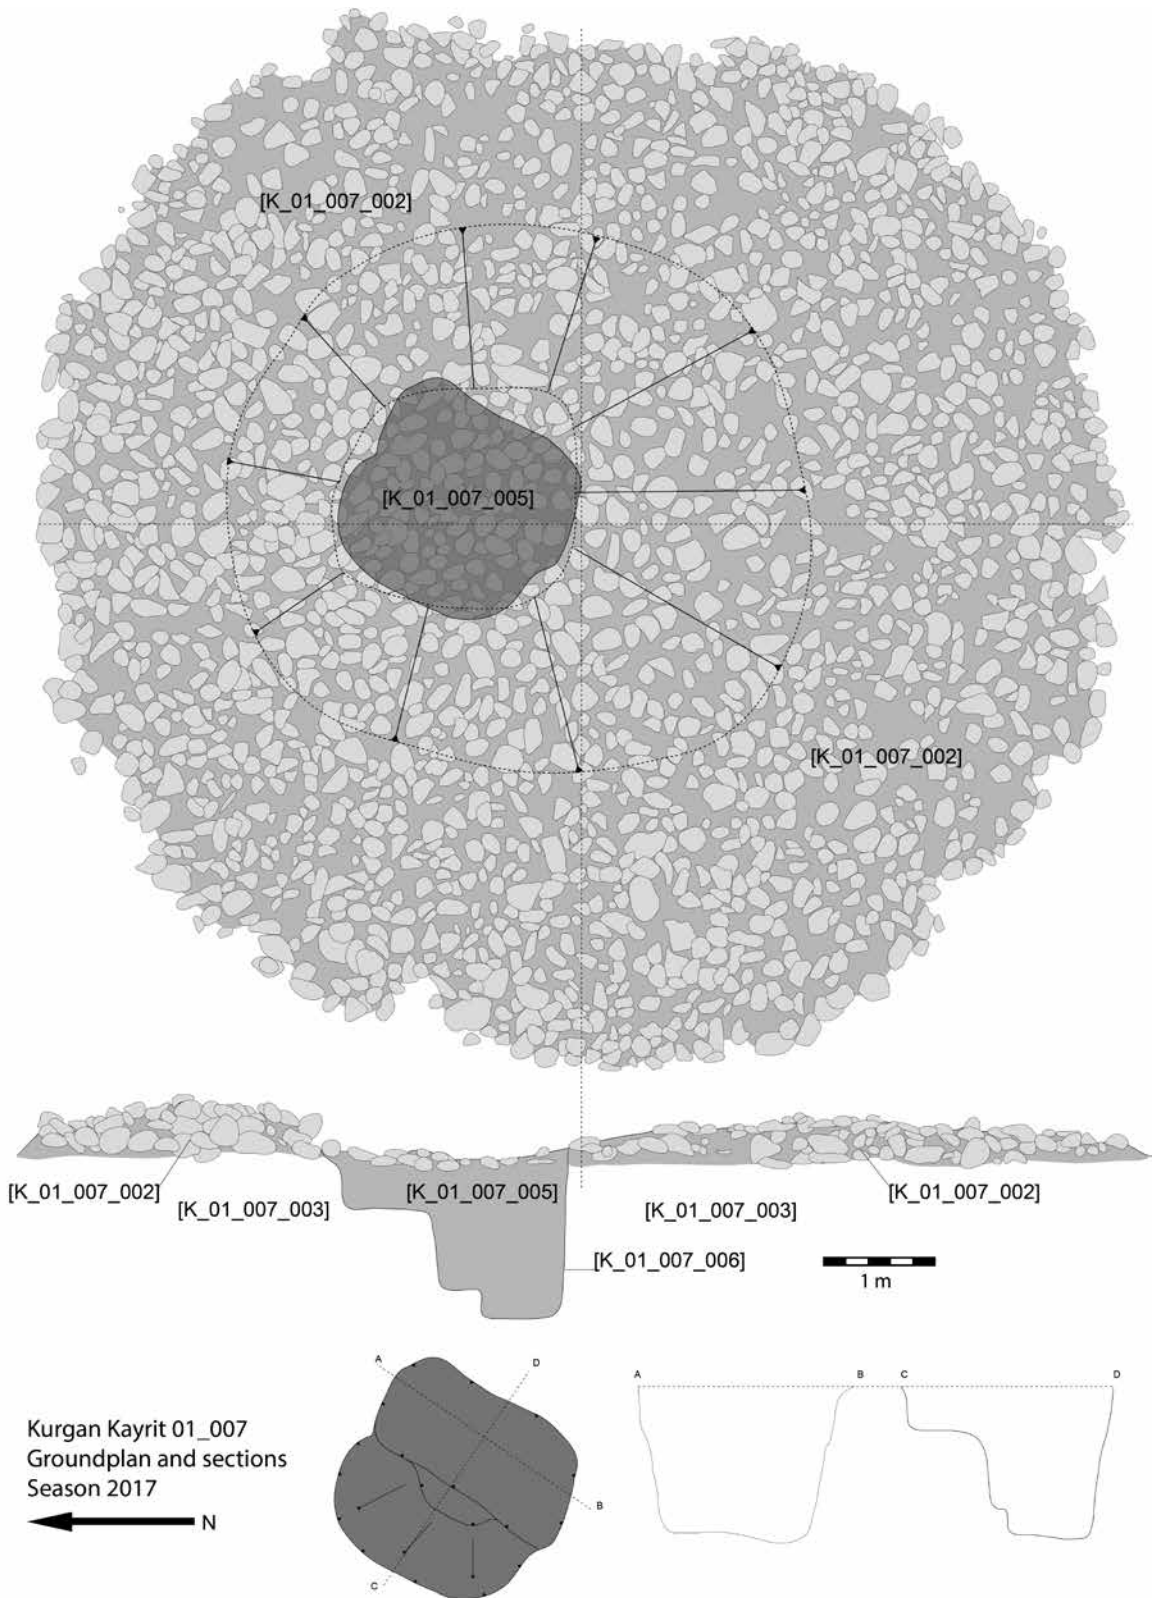 [K_01_007_002]
[K_01_007_005]
[K_01_007_002]
[K_01_007_002]
[K_01_007_003]
[K_01_007_005]
[K_01_007_003]
[K_01_007_002]
[K_01_007_006]
1 m
A
D
B
C
A
B
C
D
Kurgan Kayrit 01_007
Groundplan and sections
Season 2017
N